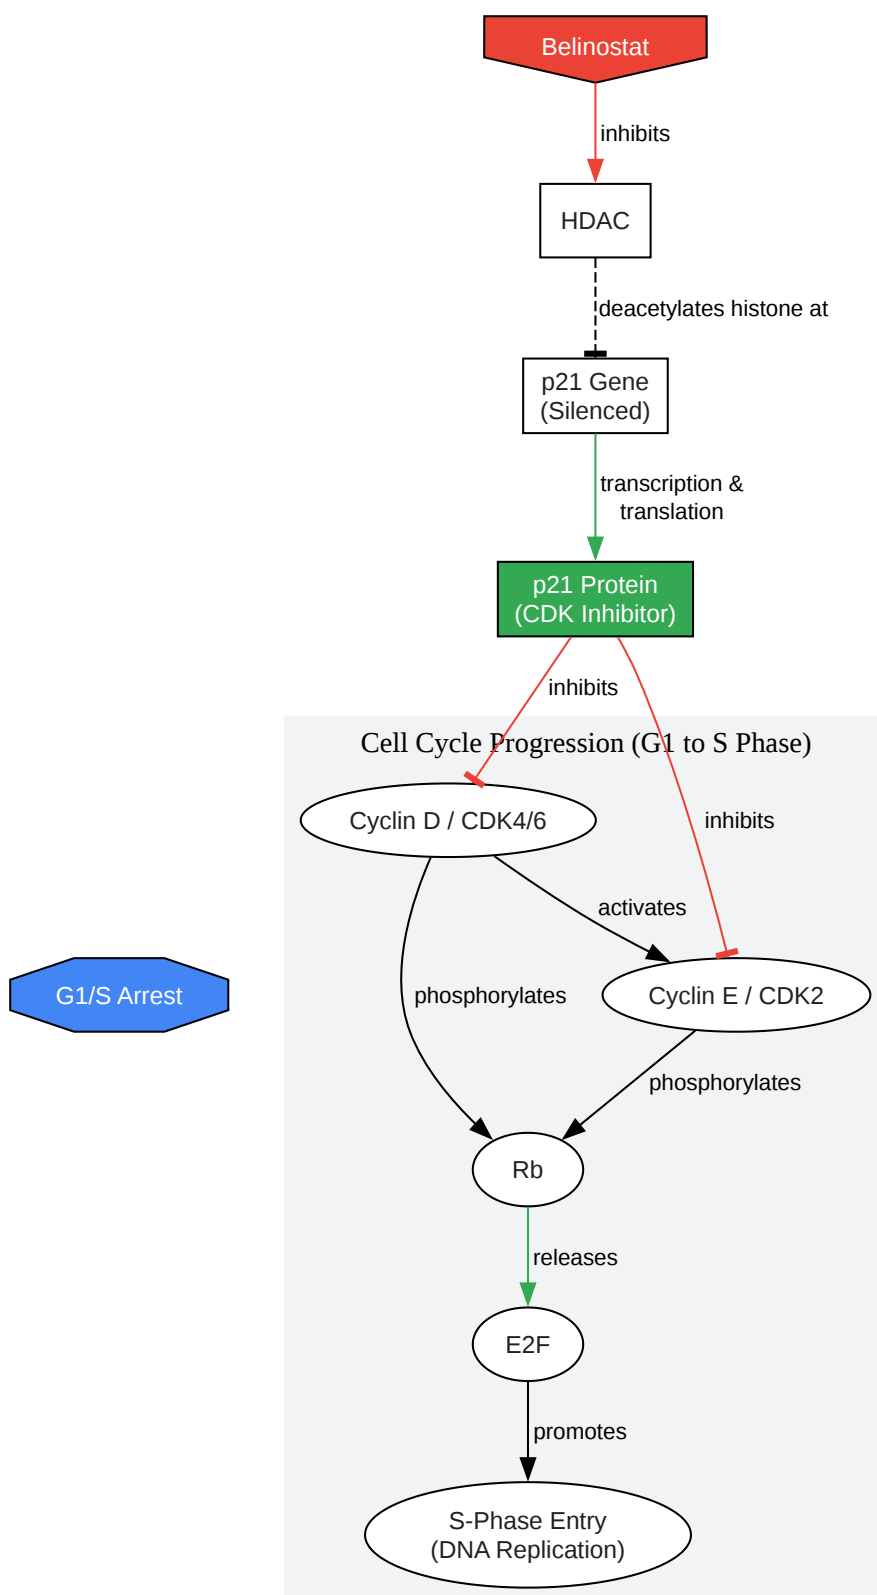 Belinostat
inhibits
HDAC
deacetylates histone at
p21 Gene
(Silenced)
transcription &
translation
p21 Protein
(CDK Inhibitor)
inhibits
Cell Cycle Progression (G1 to S Phase)
Cyclin D / CDK4/6
inhibits
activates
G1/S Arrest
phosphorylates
Cyclin E / CDK2
phosphorylates
Rb
releases
E2F
promotes
S-Phase Entry
(DNA Replication)